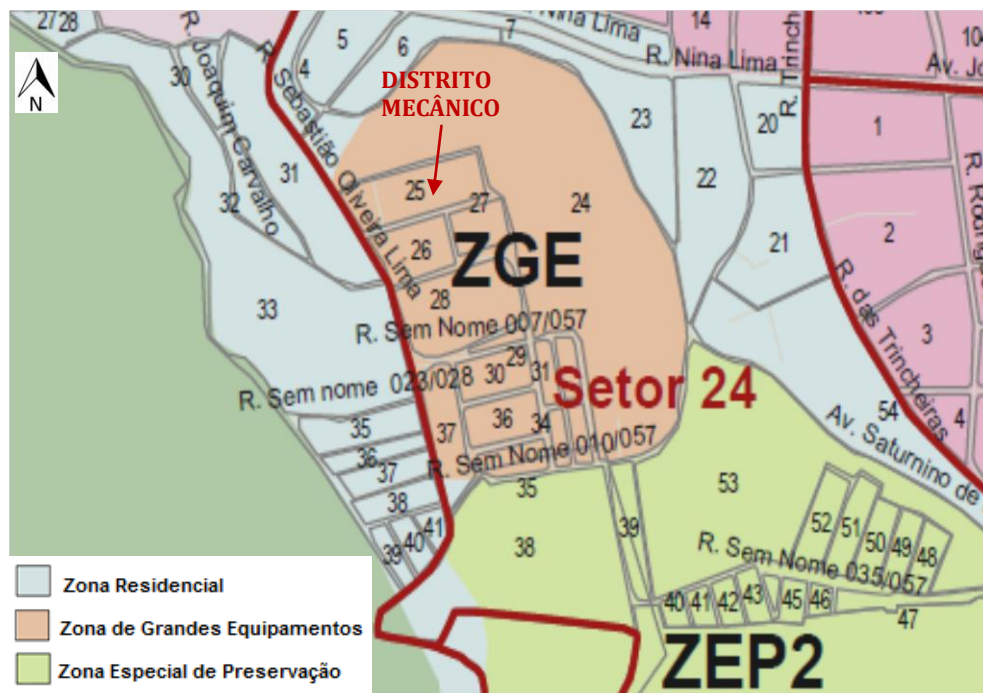 27 28
R. Joaquim Carvalho
30
R. Sebastião Oliveira Lima
4
5
6
7
Nina Lima
R. Nina Lima
14
R. Trinch
104
Av. Jo
N
DISTRITO
MECÂNICO
23
20
1
31
32
25
27
24
22
26
ZGE
21
2
R. Rodrigu
33
28
R. Sem Nome 007/057
R. das Trincheiras
3
29
R. Sem nome 023/028
30
31
Setor 24
36
34
37
54
4
35
R. Sem Nome 010/057
Av. Saturnino de
36
37
35
53
38
39
38
52
51
50
49
48
41
40
39
R. Sem Nome 035/057
40
41
42
43
45
46
47
ZEP2
Zona Residencial
Zona de Grandes Equipamentos
Zona Especial de Preservação